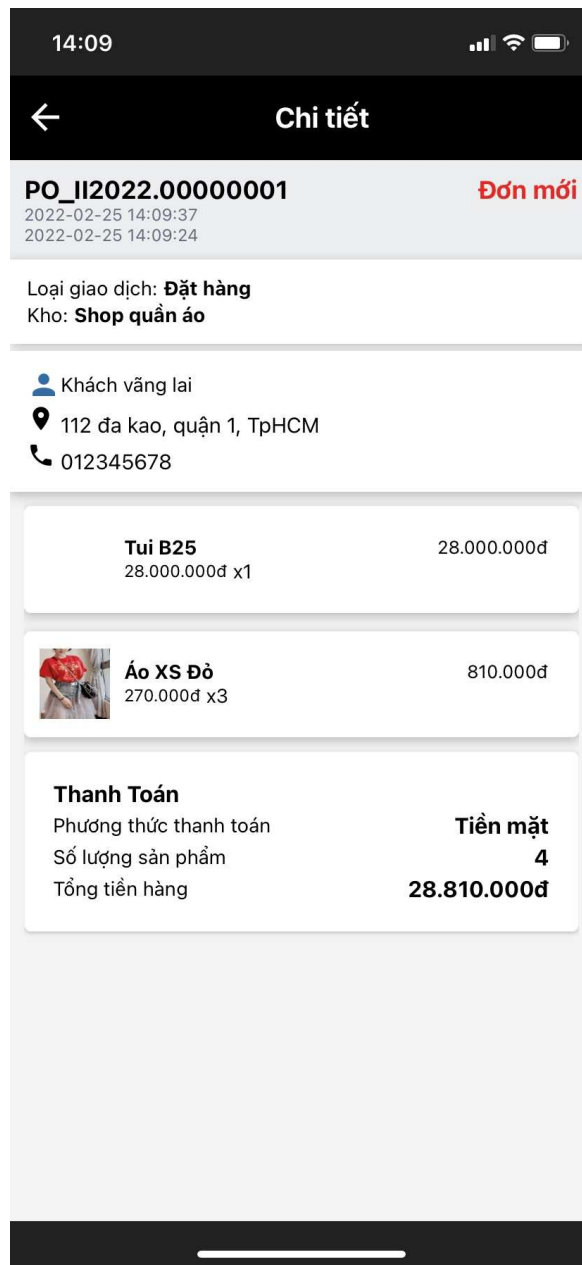 14:09
Chi tiết
PO_II2022.00000001 Đơn mới
2022-02-25 14:09:37
2022-02-25 14:09:24
Loại giao dịch: Đặt hàng
Kho: Shop quần áo
Khách vãng lai
112 đa kao, quận 1, TpHCM
012345678
Tui B25 28.000.000đ
28.000.000đ x1
Áo XS Đỏ 810.000đ
270.000đ x3
Thanh Toán
Phương thức thanh toán Tiền mặt
Số lượng sản phẩm 4
Tổng tiền hàng 28.810.000đ